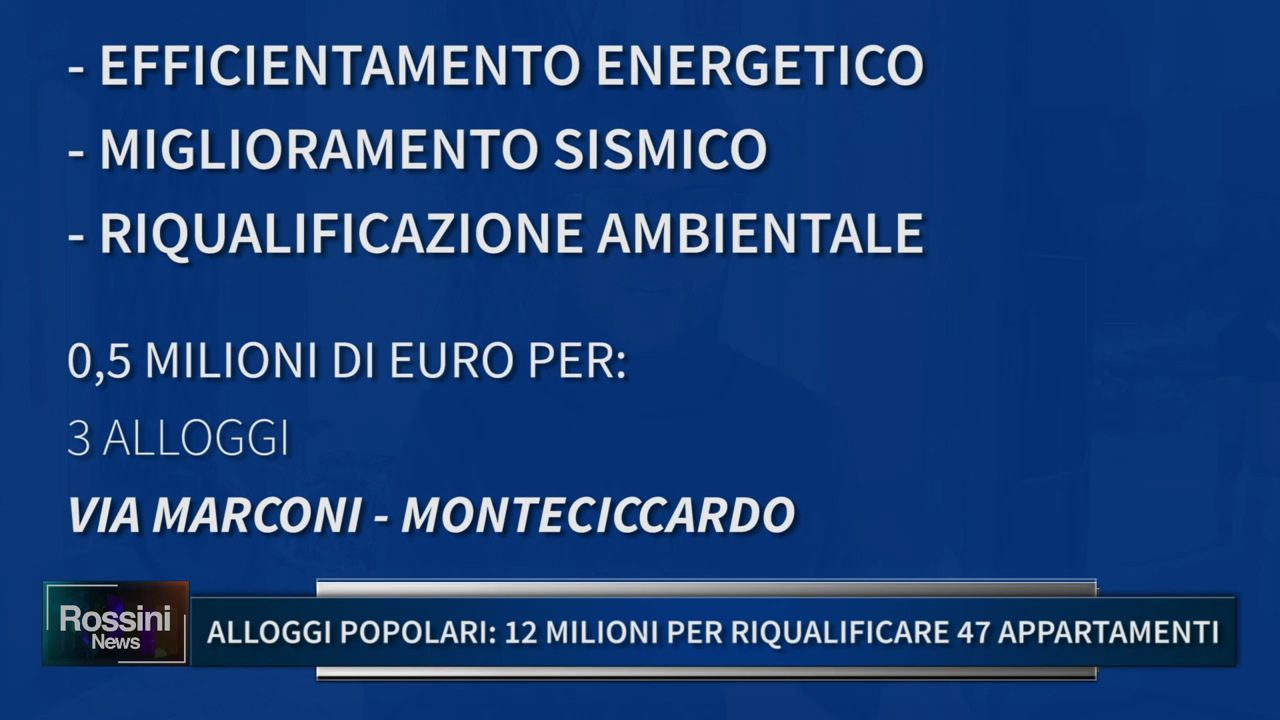 - EFFICIENTAMENTO ENERGETICO
- MIGLIORAMENTO SISMICO
- RIQUALIFICAZIONE AMBIENTALE
0,5 MILIONI DI EURO PER:
3 ALLOGGI
VIA MARCONI - MONTECICCARDO
Rossini
News
ALLOGGI POPOLARI: 12 MILIONI PER RIQUALIFICARE 47 APPARTAMENTI